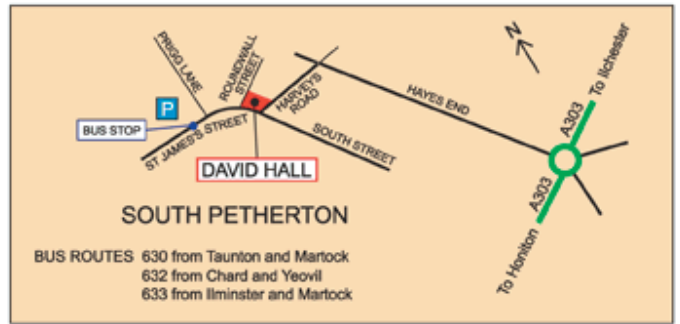 PRIGG LANE
ROUNDWALL
STREET
N
To Ilchester
P
HARVEYS
ROAD
HAYES END
A303
BUS STOP
ST JAMES'S STREET
SOUTH STREET
DAVID HALL
A303
SOUTH PETHERTON
To Honiton
BUS ROUTES 630 from Taunton and Martock
632 from Chard and Yeovil
633 from Ilminster and Martock